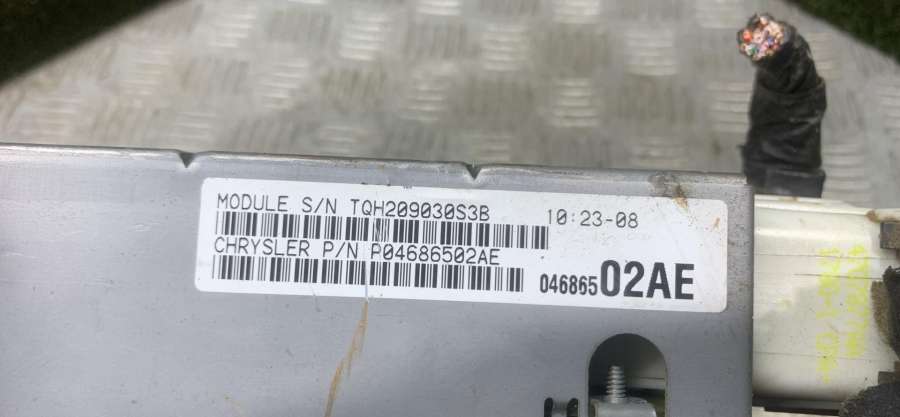 MODULE S/N TQH209030S3B 10:23-08
CHRYSLER P/N P04686502AE
04686502AE